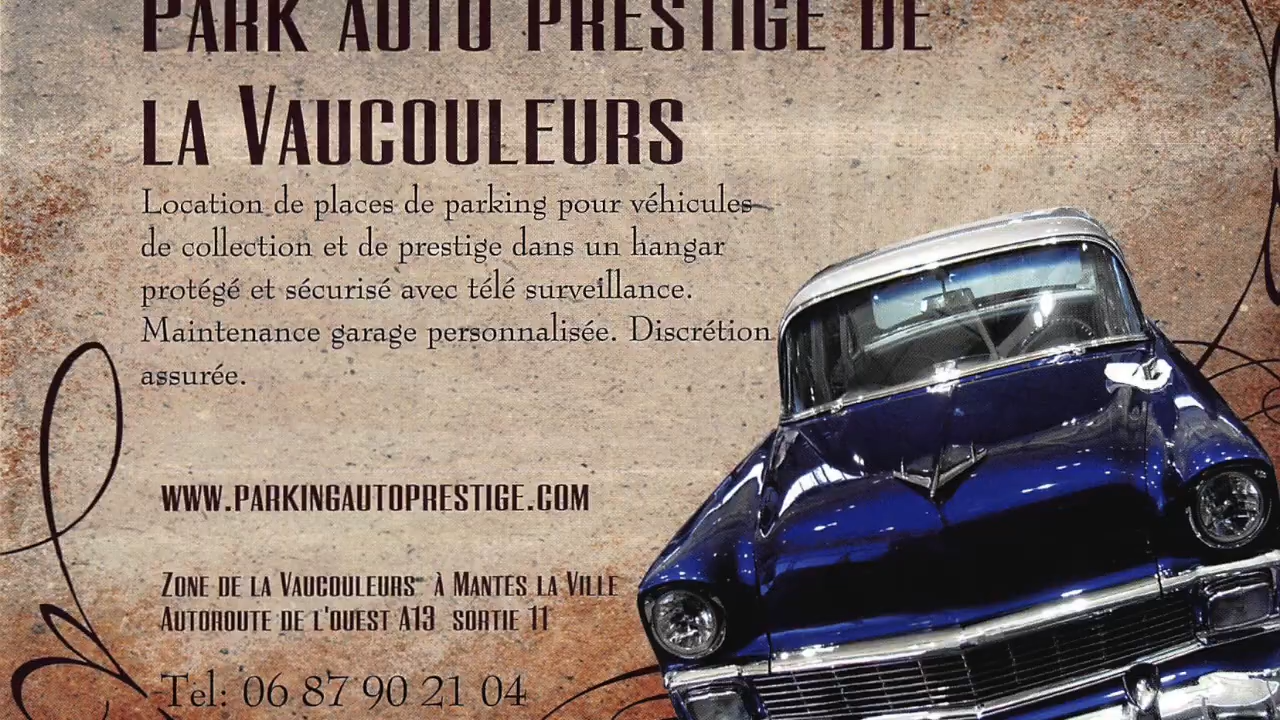 Park auto prestige de
la Vaucouleurs
Location de places de parking pour véhicules
de collection et de prestige dans un hangar
protégé et sécurisé avec télé surveillance.
Maintenance garage personnalisée. Discrétion
assurée.
www.parkingautoprestige.com
Zone de la Vaucouleurs à Mantes la Ville
Autoroute de l'ouest A13 sortie 11
Tel: 06 87 90 21 04